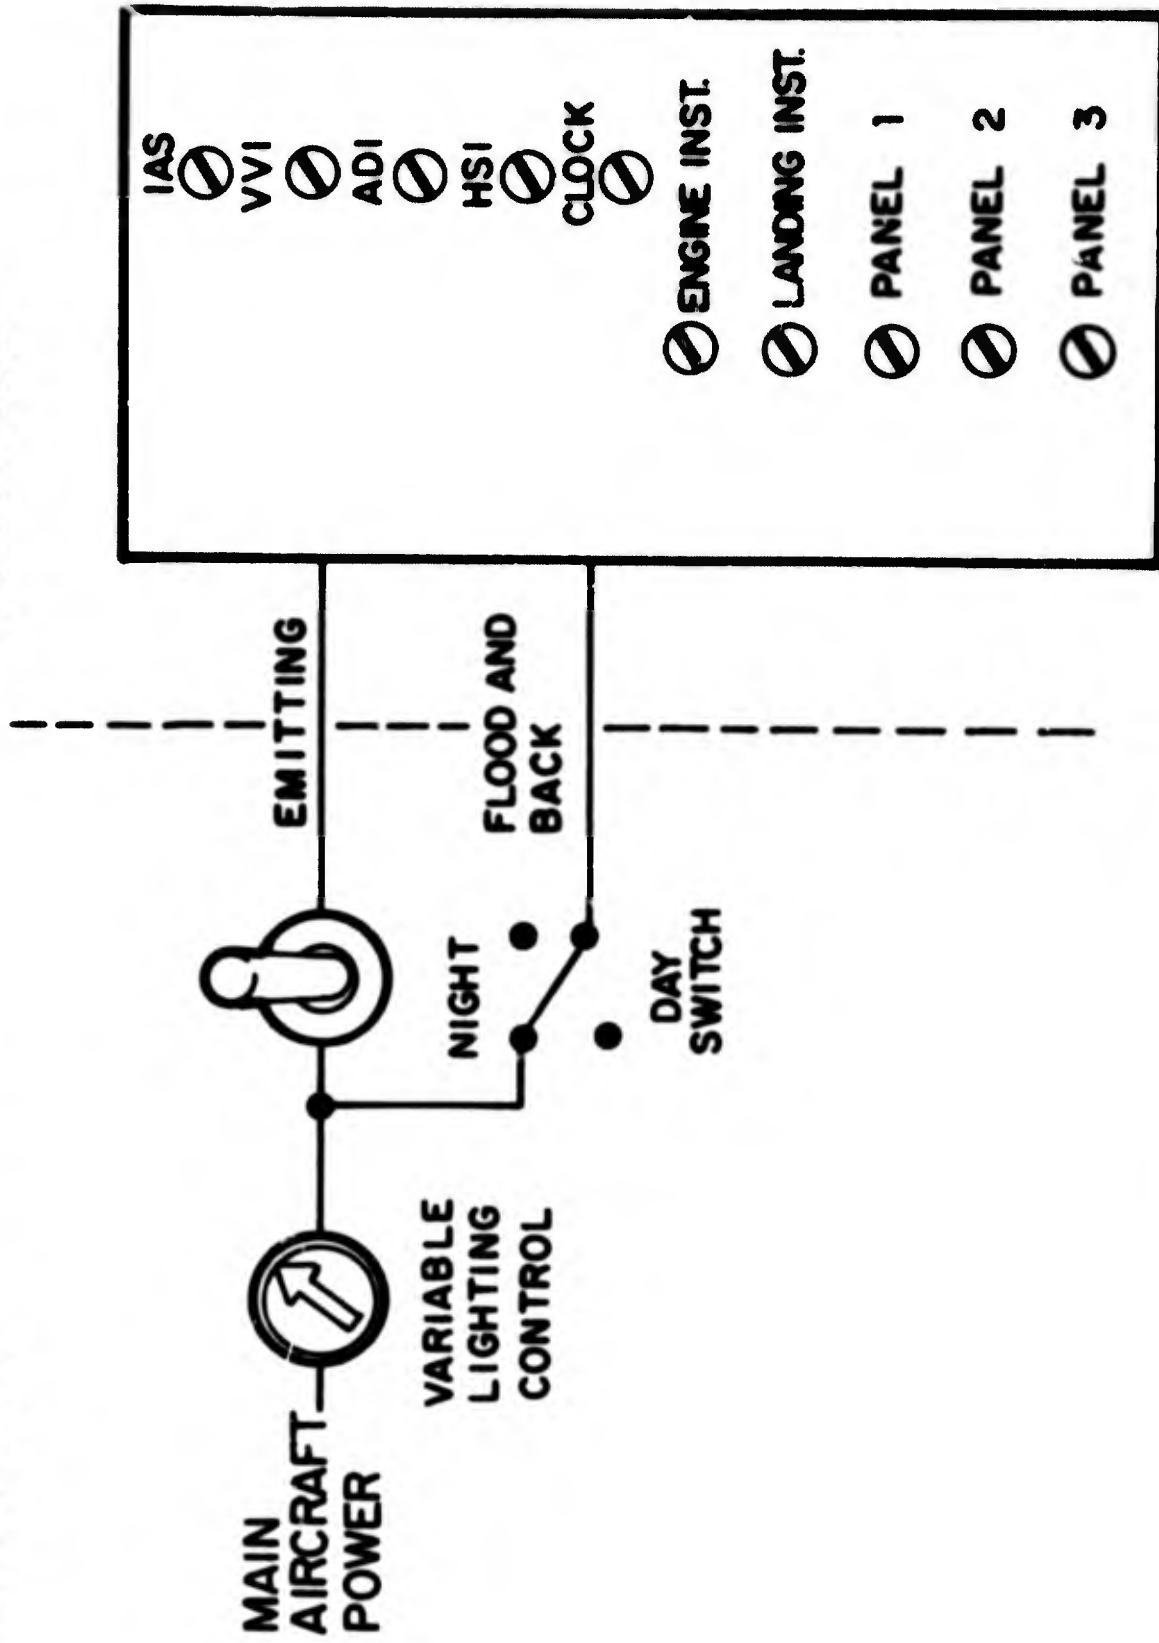 MAIN
AIRCRAFT
POWER
VARIABLE
LIGHTING
CONTROL
NIGHT
DAY
SWITCH
EMITTING
FLOOD AND
BACK
IAS
VVI
ADI
HSI
CLOCK
ENGINE INST.
LANDING INST.
PANEL 1
PANEL 2
PANEL 3